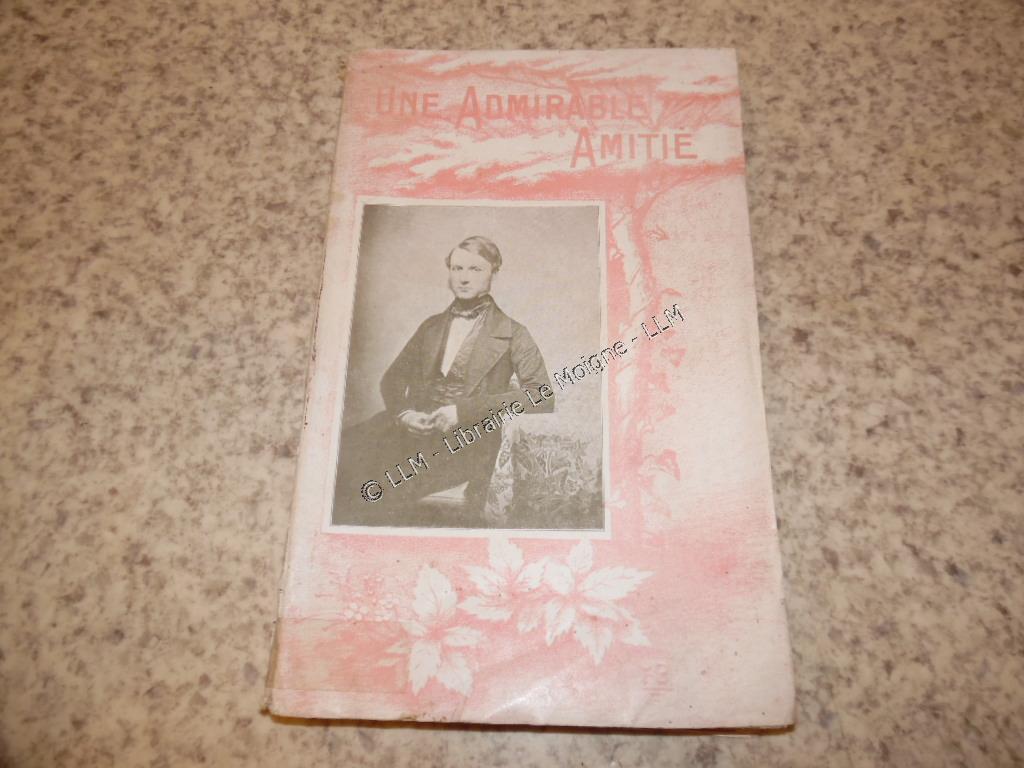 UNE ADMIRABLE
AMITIÉ
© LLM - Librairie Le Moigne - LLM